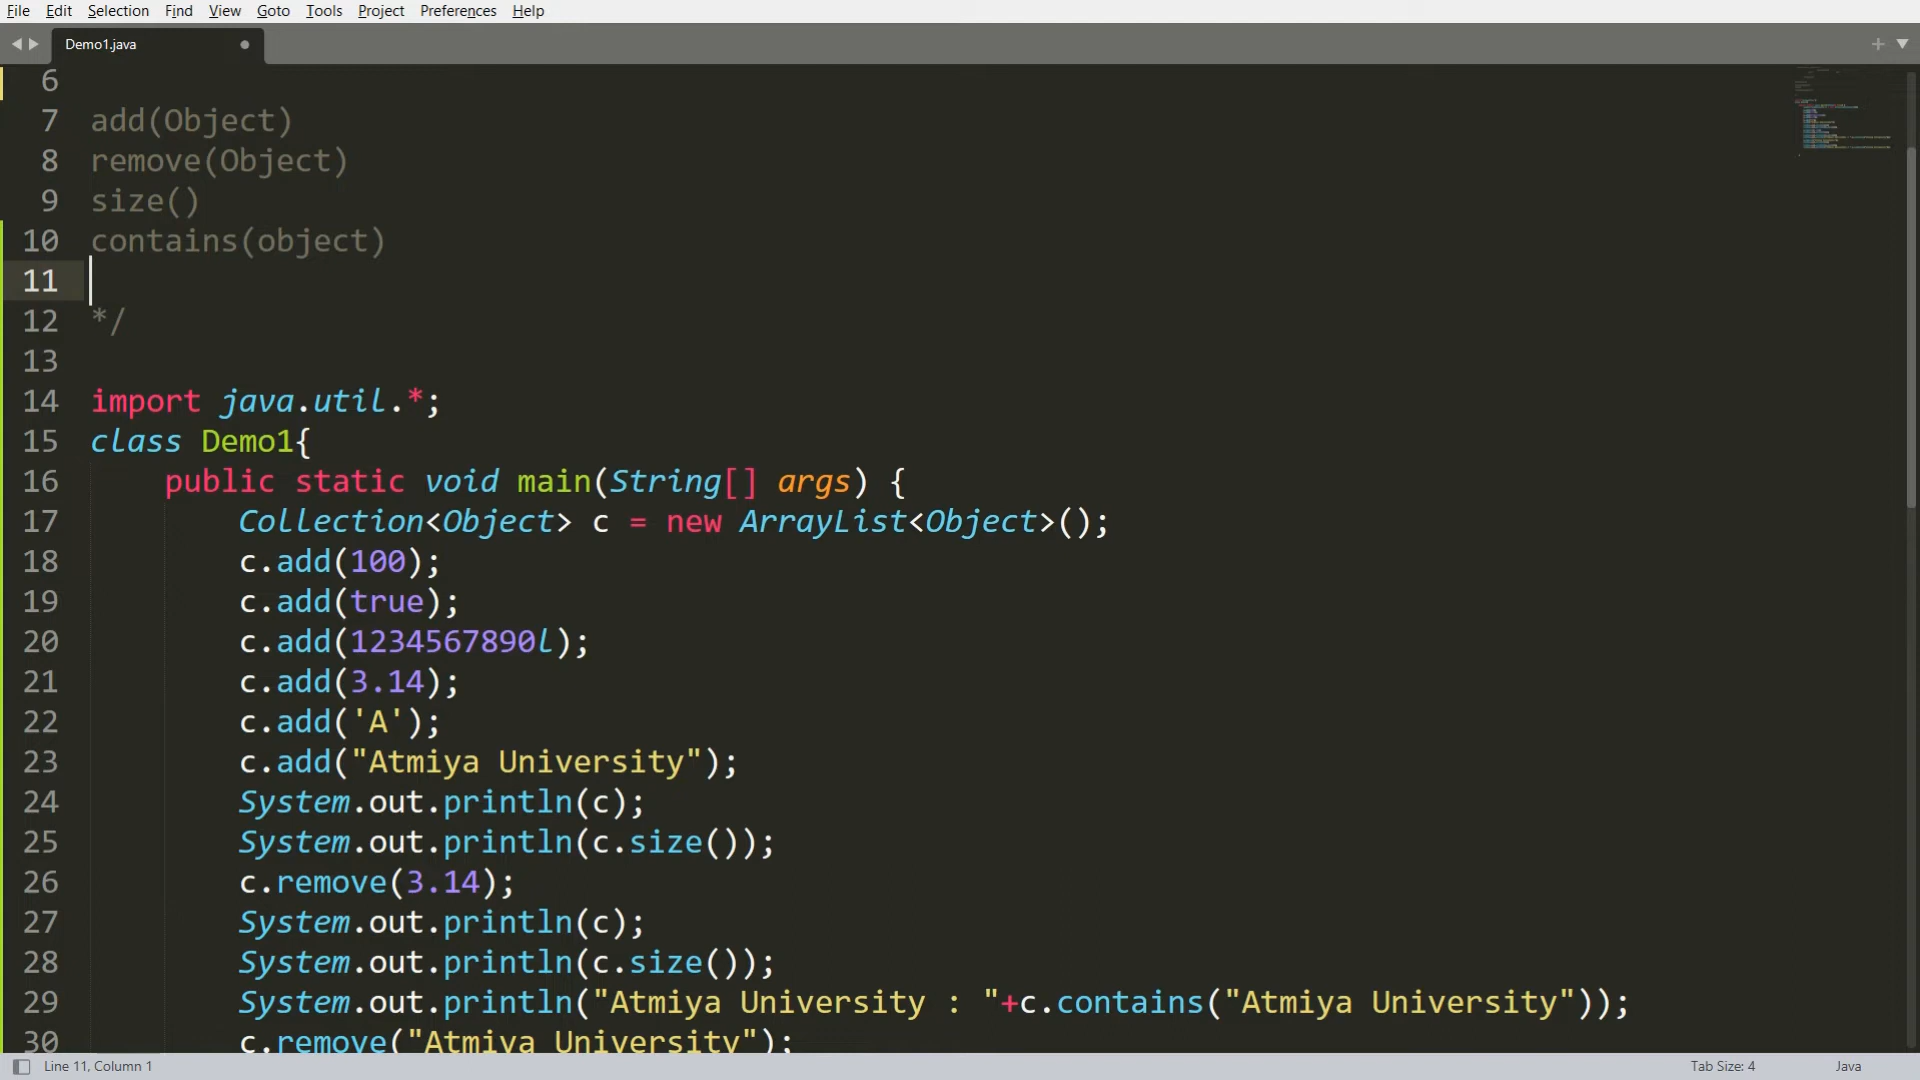 File Edit Selection Find View Goto Tools Project Preferences Help
Demo1.java
6
7 add(Object)
8 remove(Object)
9 size()
10 contains(object)
11
12 */
13
14 import java.util.*;
15 class Demo1{
16 public static void main(String[] args) {
17 Collection<Object> c = new ArrayList<Object>();
18 c.add(100);
19 c.add(true);
20 c.add(1234567890l);
21 c.add(3.14);
22 c.add('A');
23 c.add("Atmiya University");
24 System.out.println(c);
25 System.out.println(c.size());
26 c.remove(3.14);
27 System.out.println(c);
28 System.out.println(c.size());
29 System.out.println("Atmiya University : "+c.contains("Atmiya University"));
30 c.remove("Atmiya University");
Line 11, Column 1 Tab Size: 4 Java